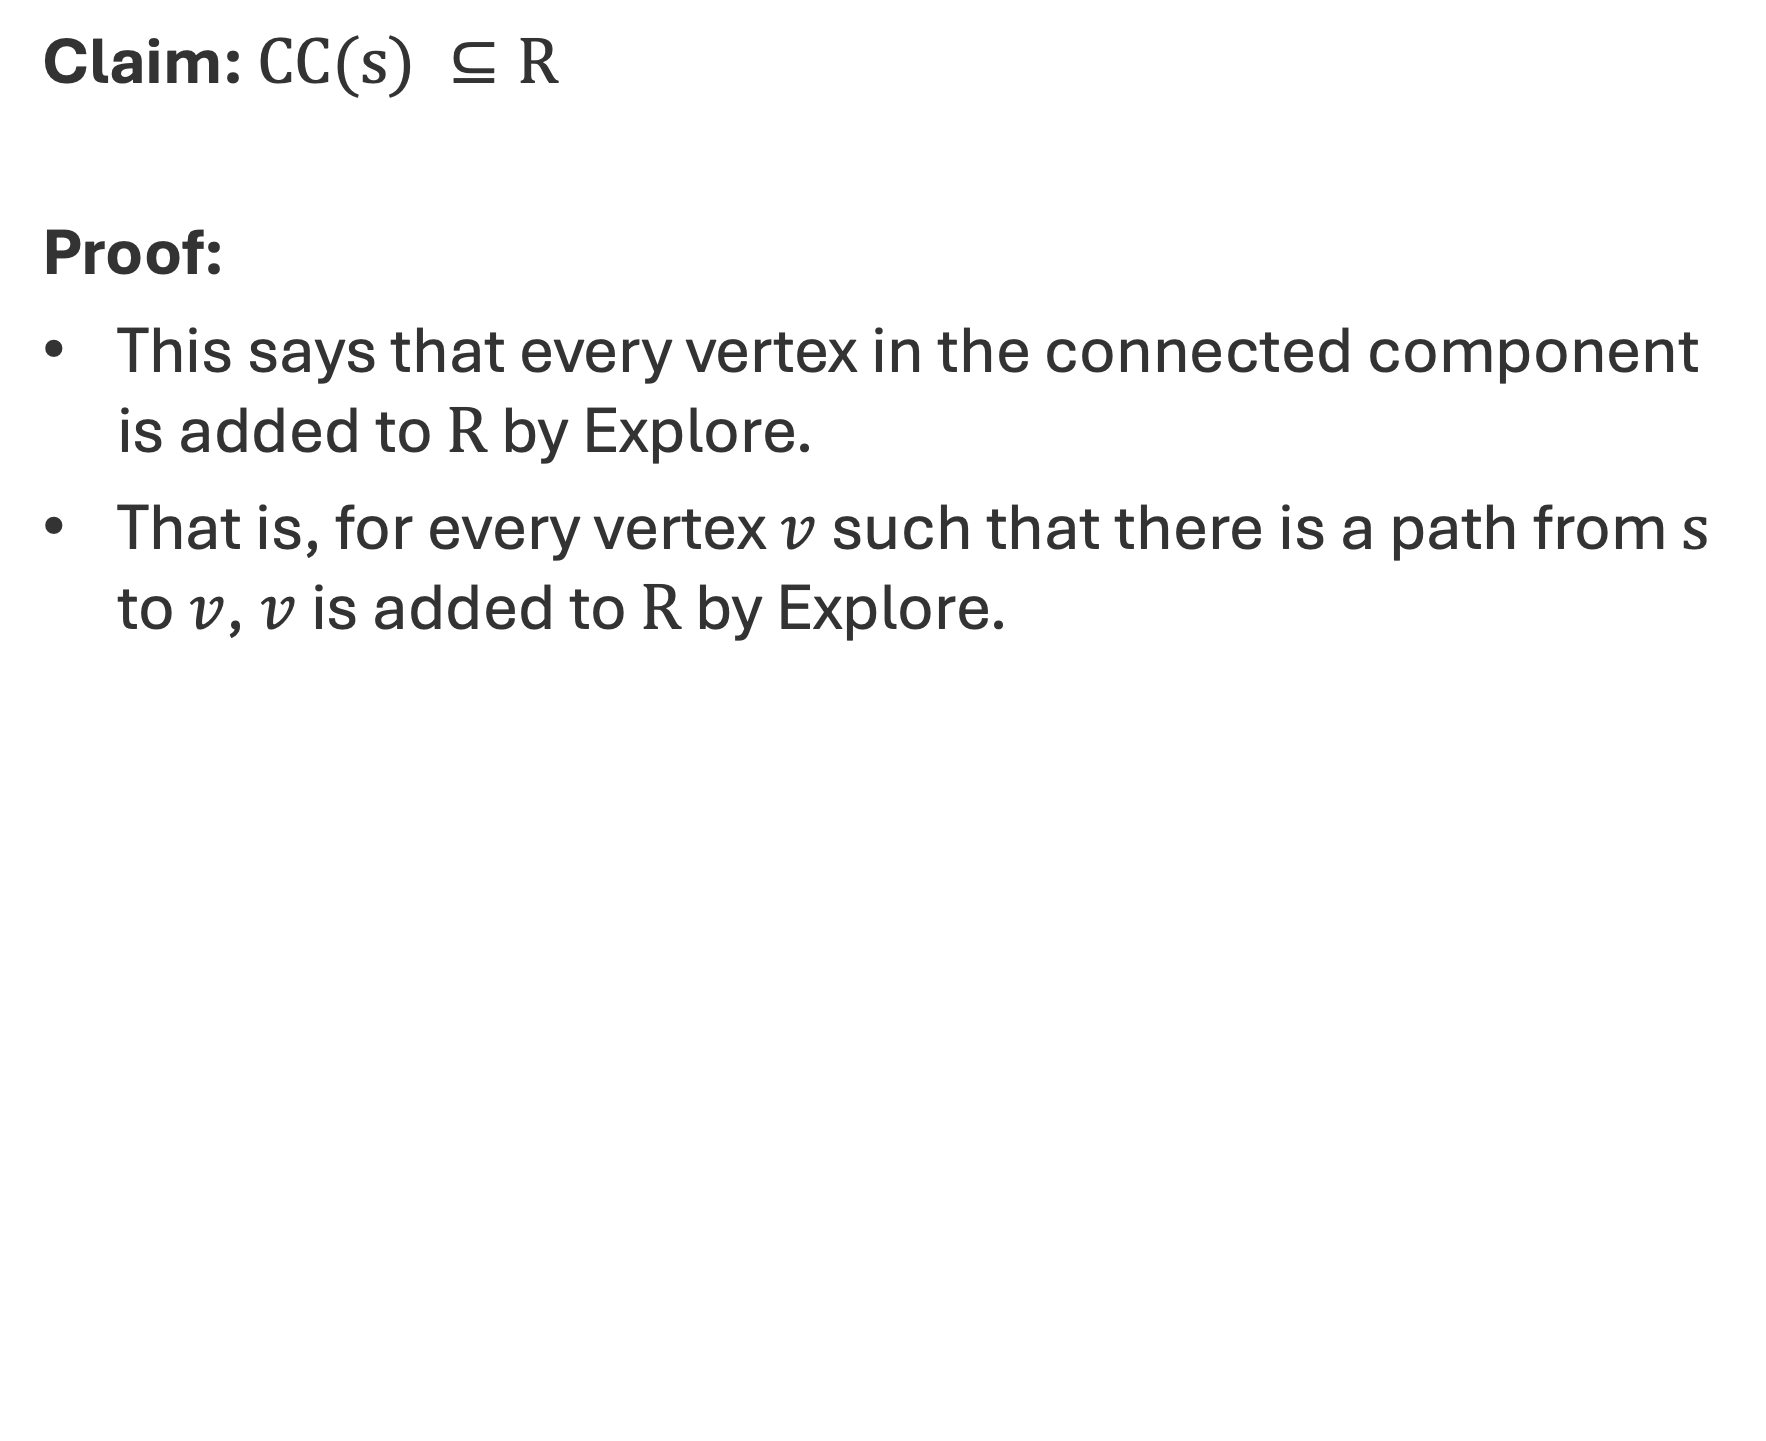 Claim: CC(s) ⊆ R
Proof:
• This says that every vertex in the connected component
is added to R by Explore.
• That is, for every vertex v such that there is a path from s
to v, v is added to R by Explore.